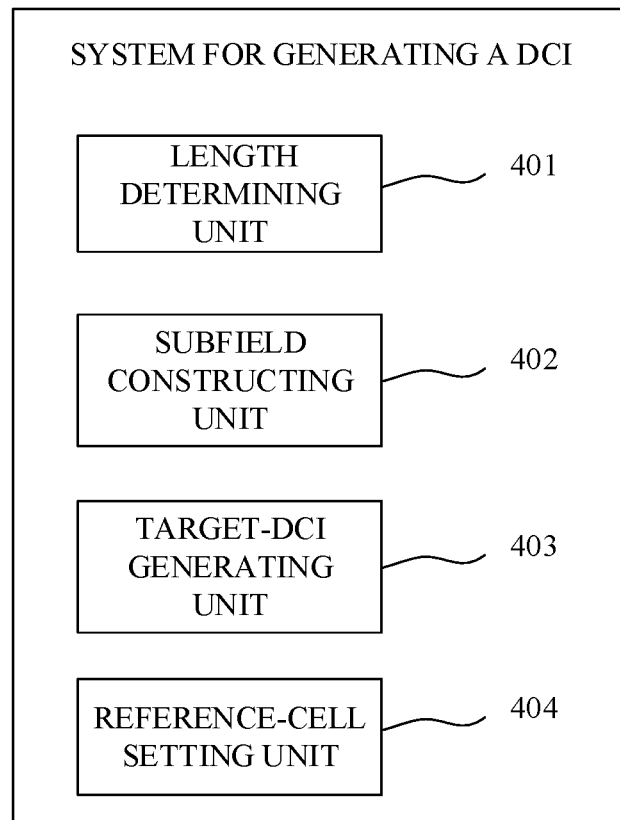 SYSTEM FOR GENERATING A DCI
LENGTH
DETERMINING
UNIT
401
SUBFIELD
CONSTRUCTING
UNIT
402
TARGET-DCI
GENERATING
UNIT
403
REFERENCE-CELL
SETTING UNIT
404